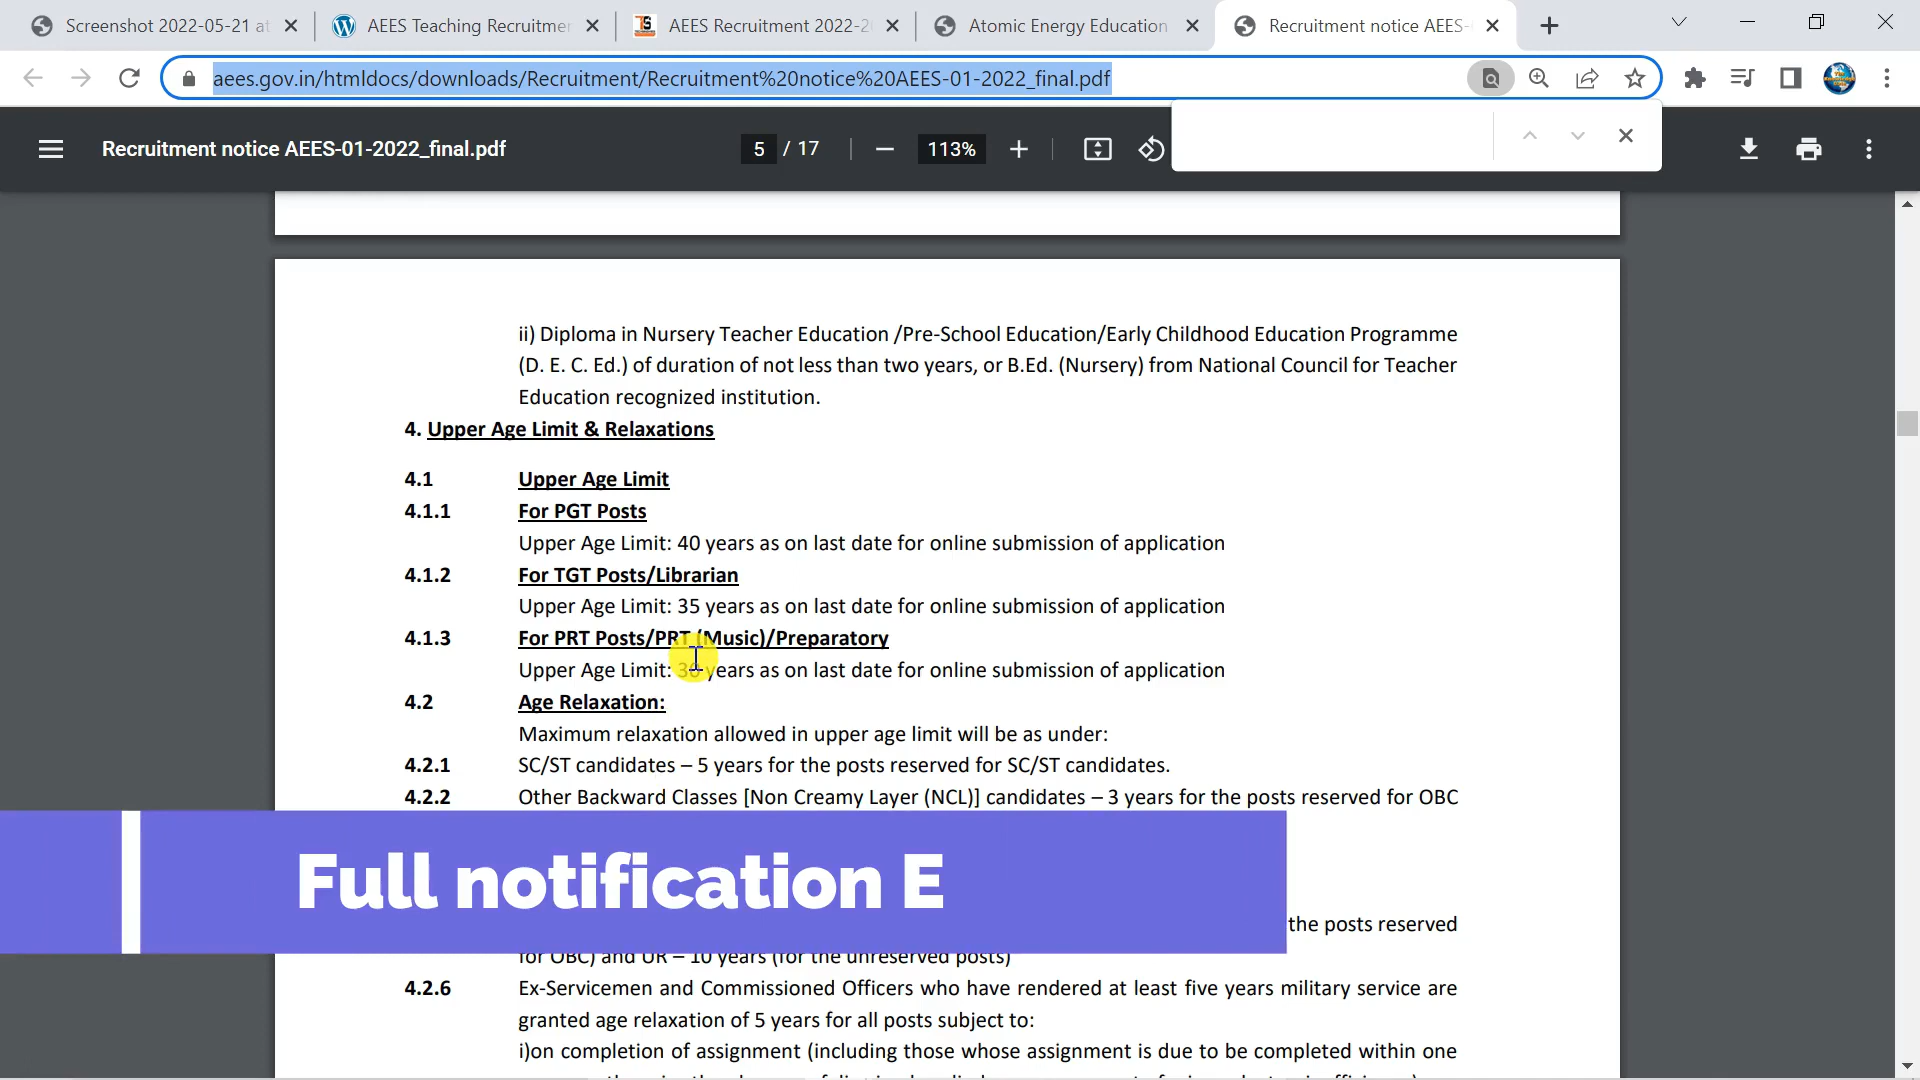 Screenshot 2022-05-21 at
AEES Teaching Recruitmen
AEES Recruitment 2022-2
Atomic Energy Education
Recruitment notice AEES-
aees.gov.in/htmldocs/downloads/Recruitment/Recruitment%20notice%20AEES-01-2022_final.pdf
Recruitment notice AEES-01-2022_final.pdf
5 / 17
113%
ii) Diploma in Nursery Teacher Education /Pre-School Education/Early Childhood Education Programme
(D. E. C. Ed.) of duration of not less than two years, or B.Ed. (Nursery) from National Council for Teacher
Education recognized institution.
4. Upper Age Limit & Relaxations
4.1 Upper Age Limit
4.1.1 For PGT Posts
Upper Age Limit: 40 years as on last date for online submission of application
4.1.2 For TGT Posts/Librarian
Upper Age Limit: 35 years as on last date for online submission of application
4.1.3 For PRT Posts/PRT (Music)/Preparatory
Upper Age Limit: 30 years as on last date for online submission of application
4.2 Age Relaxation:
Maximum relaxation allowed in upper age limit will be as under:
4.2.1 SC/ST candidates – 5 years for the posts reserved for SC/ST candidates.
4.2.2 Other Backward Classes [Non Creamy Layer (NCL)] candidates – 3 years for the posts reserved for OBC
Full notification E
the posts reserved
for OBC) and UR – 10 years (for the unreserved posts)
4.2.6 Ex-Servicemen and Commissioned Officers who have rendered at least five years military service are
granted age relaxation of 5 years for all posts subject to:
i)on completion of assignment (including those whose assignment is due to be completed within one